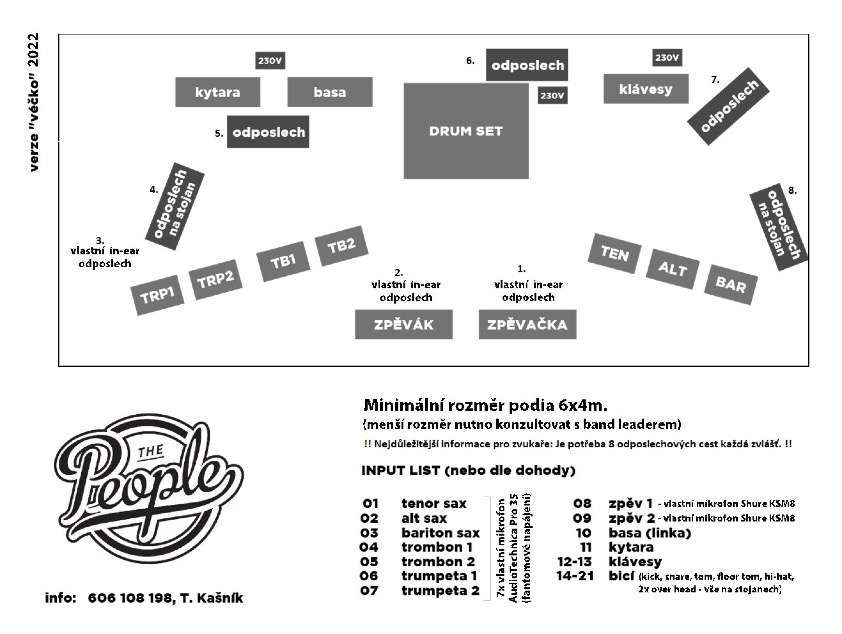 verze "véčko" 2022
230V
kytara
basa
5. odposlech
6. odposlech
230V
DRUM SET
230V
klávesy
7. odposlech
4. odposlech
na stojan
8. odposlech
na stojan
3.
vlastní in-ear
odposlech
TRP1
TRP2
TB1
TB2
2.
vlastní in-ear
odposlech
ZPĚVÁK
1.
vlastní in-ear
odposlech
ZPĚVAČKA
TEN
ALT
BAR
THE
People
info: 606 108 198, T. Kašník
Minimální rozměr podia 6x4m.
(menší rozměr nutno konzultovat s band leaderem)
!! Nejdůležitější informace pro zvukaře: Je potřeba 8 odposlechových cest každá zvlášť. !!
INPUT LIST (nebo dle dohody)
01 tenor sax
02 alt sax
03 bariton sax
04 trombon 1
05 trombon 2
06 trumpeta 1
07 trumpeta 2
7x vlastní mikrofon
AudioTechnica Pro 35
(fantomové napájení)
08 zpěv 1 - vlastní mikrofon Shure KSM8
09 zpěv 2 - vlastní mikrofon Shure KSM8
10 basa (linka)
11 kytara
12-13 klávesy
14-21 bicí (kick, snare, tom, floor tom, hi-hat,
2x over head - vše na stojanech)